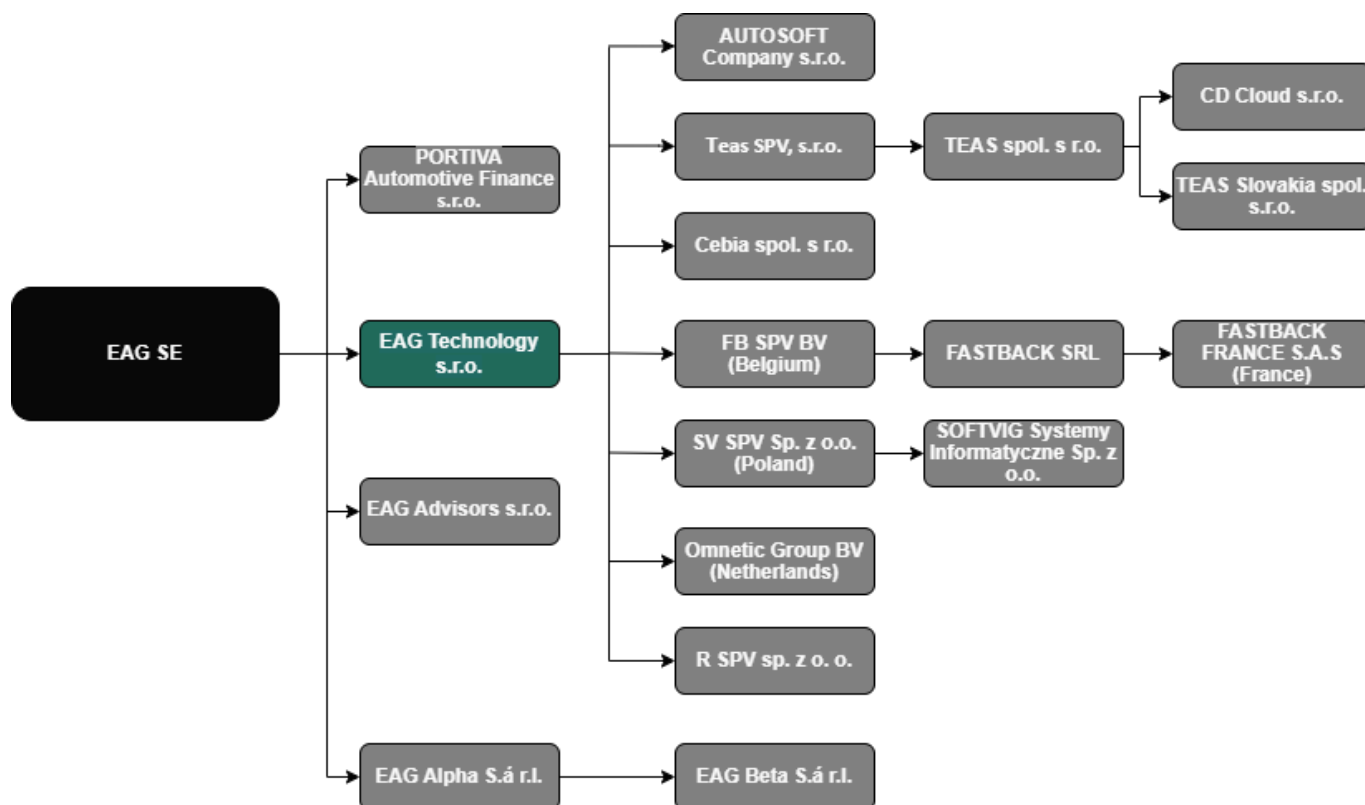 AUTOSOFT
Company s.r.o.
CD Cloud s.r.o.
Teas SPV, s.r.o.
TEAS spol. s r.o.
PORTIVA
Automotive Finance
s.r.o.
TEAS Slovakia spol.
s.r.o.
Cebia spol. s r.o.
EAG SE
EAG Technology
s.r.o.
FB SPV BV
(Belgium)
FASTBACK SRL
FASTBACK
FRANCE S.A.S
(France)
SV SPV Sp. z o.o.
(Poland)
SOFTVIG Systemy
Informatyczne Sp. z
o.o.
EAG Advisors s.r.o.
Omnetic Group BV
(Netherlands)
R SPV sp. z o. o.
EAG Alpha S.á r.l.
EAG Beta S.á r.l.